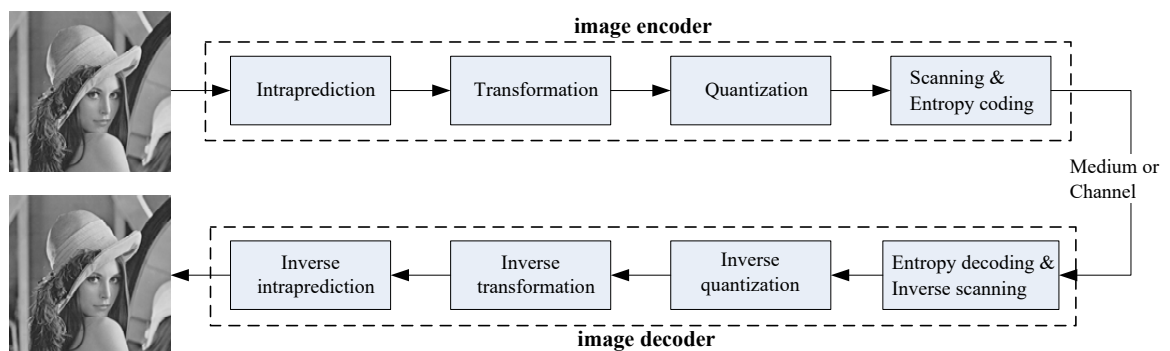 image encoder
Intraprediction
Transformation
Quantization
Scanning &
Entropy coding
Medium or
Channel
Inverse
intraprediction
Inverse
transformation
Inverse
quantization
Entropy decoding &
Inverse scanning
image decoder